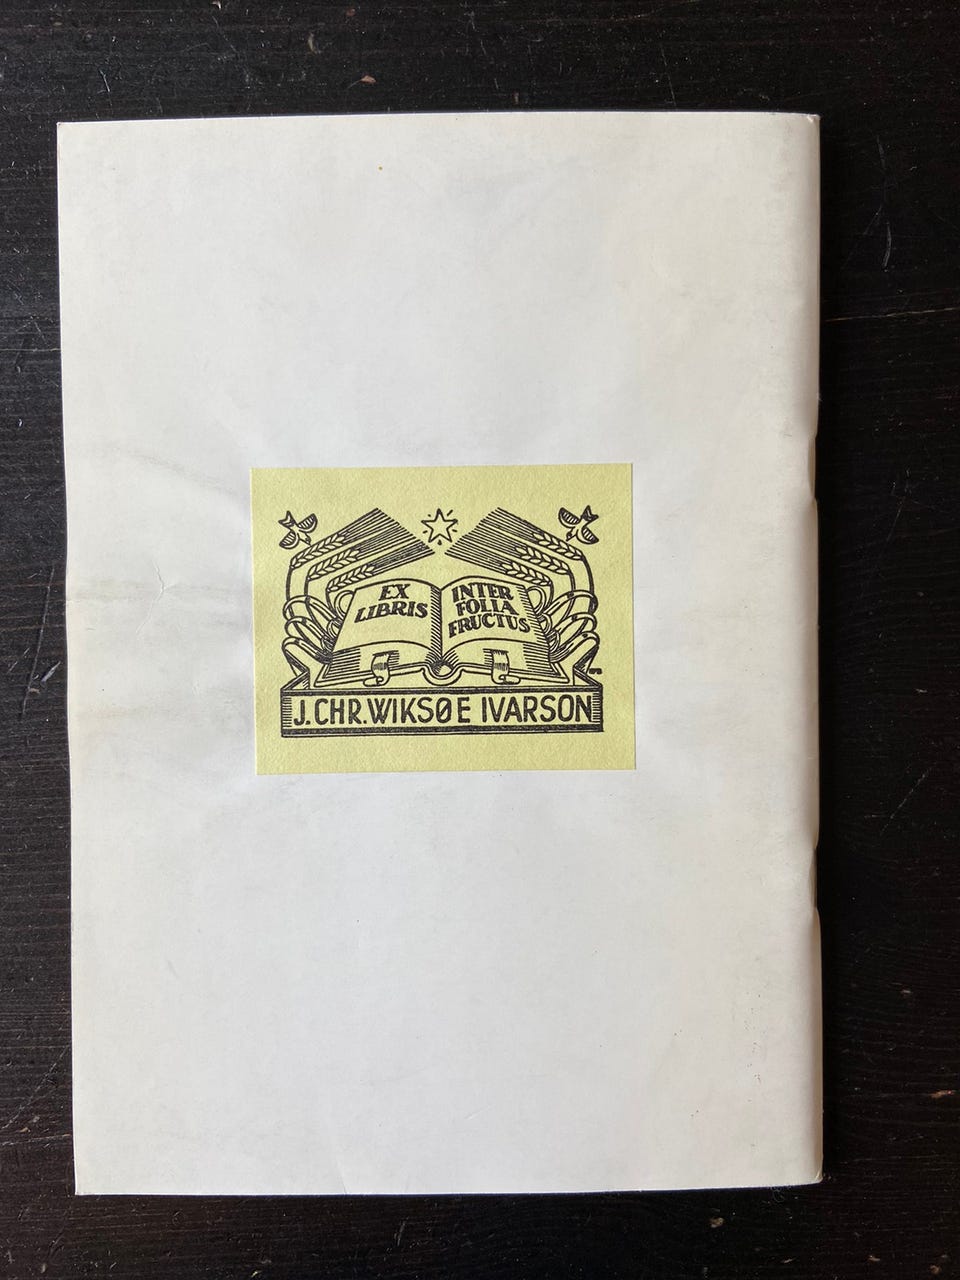 EX
LIBRIS
INTER
FOLIA
FRUCTUS
J. CHR. WIKSØE IVARSON